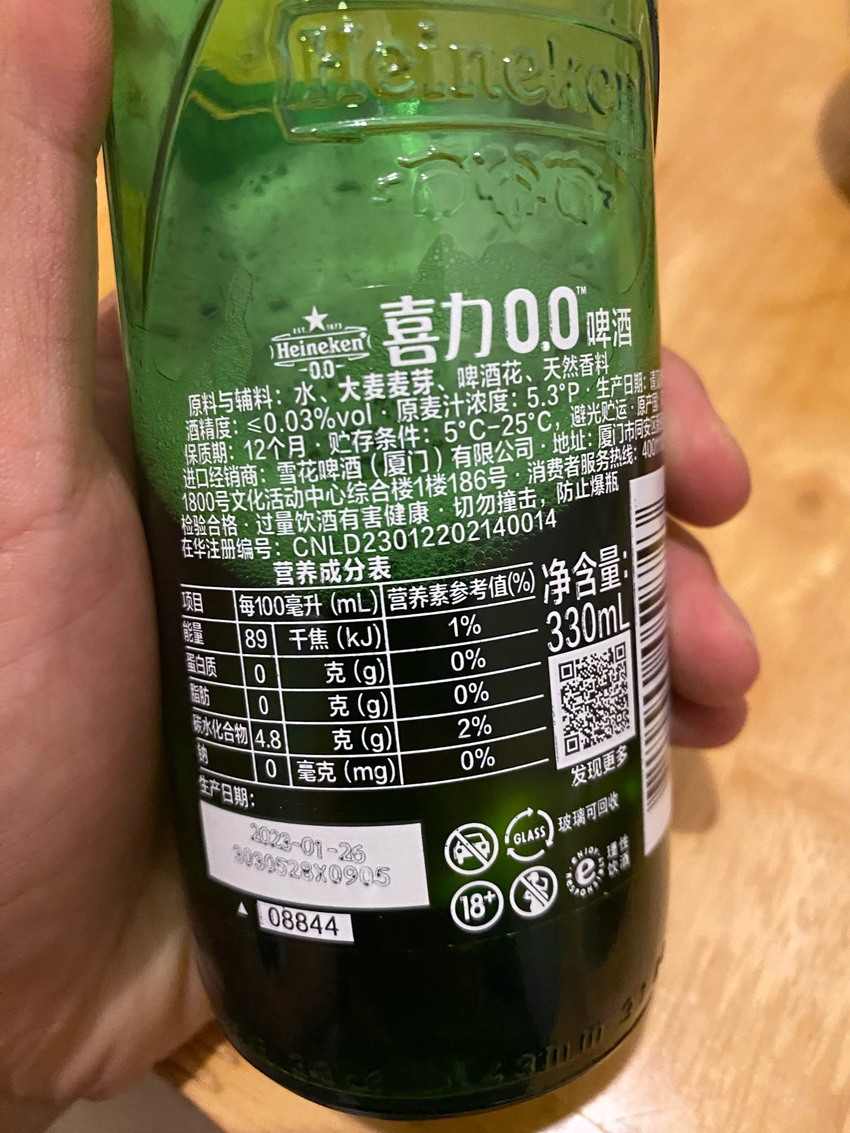 Heineken
EST. 1873
Heineken
-0.0-
喜力0.0™啤酒
原料与辅料：水、大麦麦芽、啤酒花、天然香料
酒精度：≤0.03%vol · 原麦汁浓度：5.3°P · 生产日期：
保质期：12个月 · 贮存条件：5°C-25°C，避光贮运 · 原产国
进口经销商：雪花啤酒（厦门）有限公司 · 地址：厦门市同安区
1800号文化活动中心综合楼1楼186号 · 消费者服务热线：400
检验合格 · 过量饮酒有害健康 · 切勿撞击，防止爆瓶
在华注册编号：CNLD23012202140014
营养成分表
项目 每100毫升 (mL) 营养素参考值(%)
能量 89 千焦 (kJ) 1%
蛋白质 0 克 (g) 0%
脂肪 0 克 (g) 0%
碳水化合物 4.8 克 (g) 2%
钠 0 毫克 (mg) 0%
净含量：
330mL
发现更多
生产日期：
2023-01-26
3030528X0905
08844
GLASS
玻璃可回收
18+
e
理性
饮酒